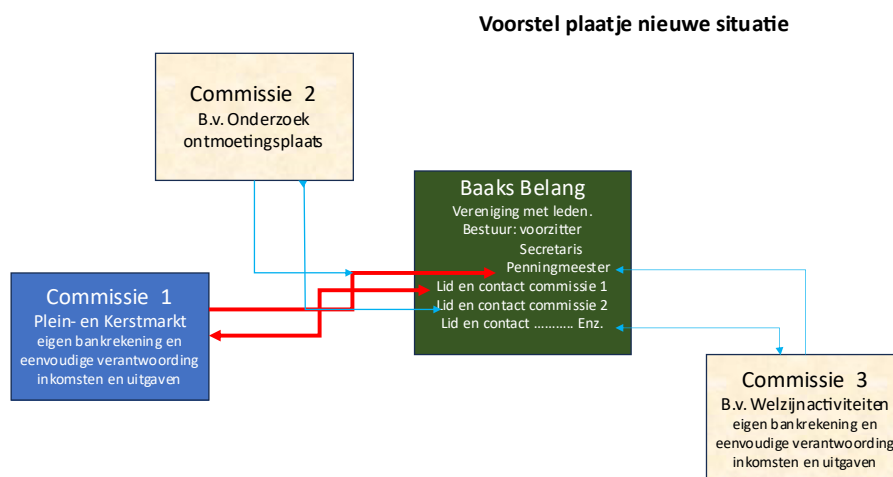 Voorstel plaatje nieuwe situatie
Commissie 2
B.v. Onderzoek
ontmoetingsplaats
Baaks Belang
Vereniging met leden.
Bestuur: voorzitter
Secretaris
Penningmeester
Lid en contact commissie 1
Lid en contact commissie 2
Lid en contact ........... Enz.
Commissie 1
Plein- en Kerstmarkt
eigen bankrekening en
eenvoudige verantwoording
inkomsten en uitgaven
Commissie 3
B.v. Welzijnactiviteiten
eigen bankrekening en
eenvoudige verantwoording
inkomsten en uitgaven